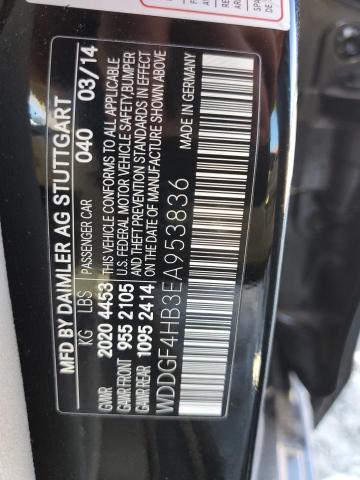 MFD BY DAIMLER AG STUTTGART
PASSENGER CAR 040 03/14
KG LBS
GAWR 2020 4453
GAWR FRONT 955 2105
GAWR REAR 1095 2414
THIS VEHICLE CONFORMS TO ALL APPLICABLE
U.S. FEDERAL MOTOR VEHICLE SAFETY, BUMPER
AND THEFT PREVENTION STANDARDS IN EFFECT
ON THE DATE OF MANUFACTURE SHOWN ABOVE
MADE IN GERMANY
WDDGF4HB3EA953836